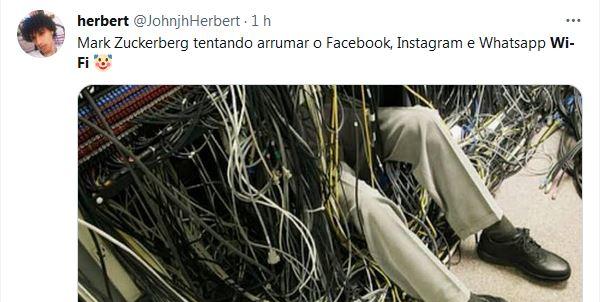 herbert @JohnjhHerbert · 1 h
Mark Zuckerberg tentando arrumar o Facebook, Instagram e Whatsapp Wi-
Fi 🤡